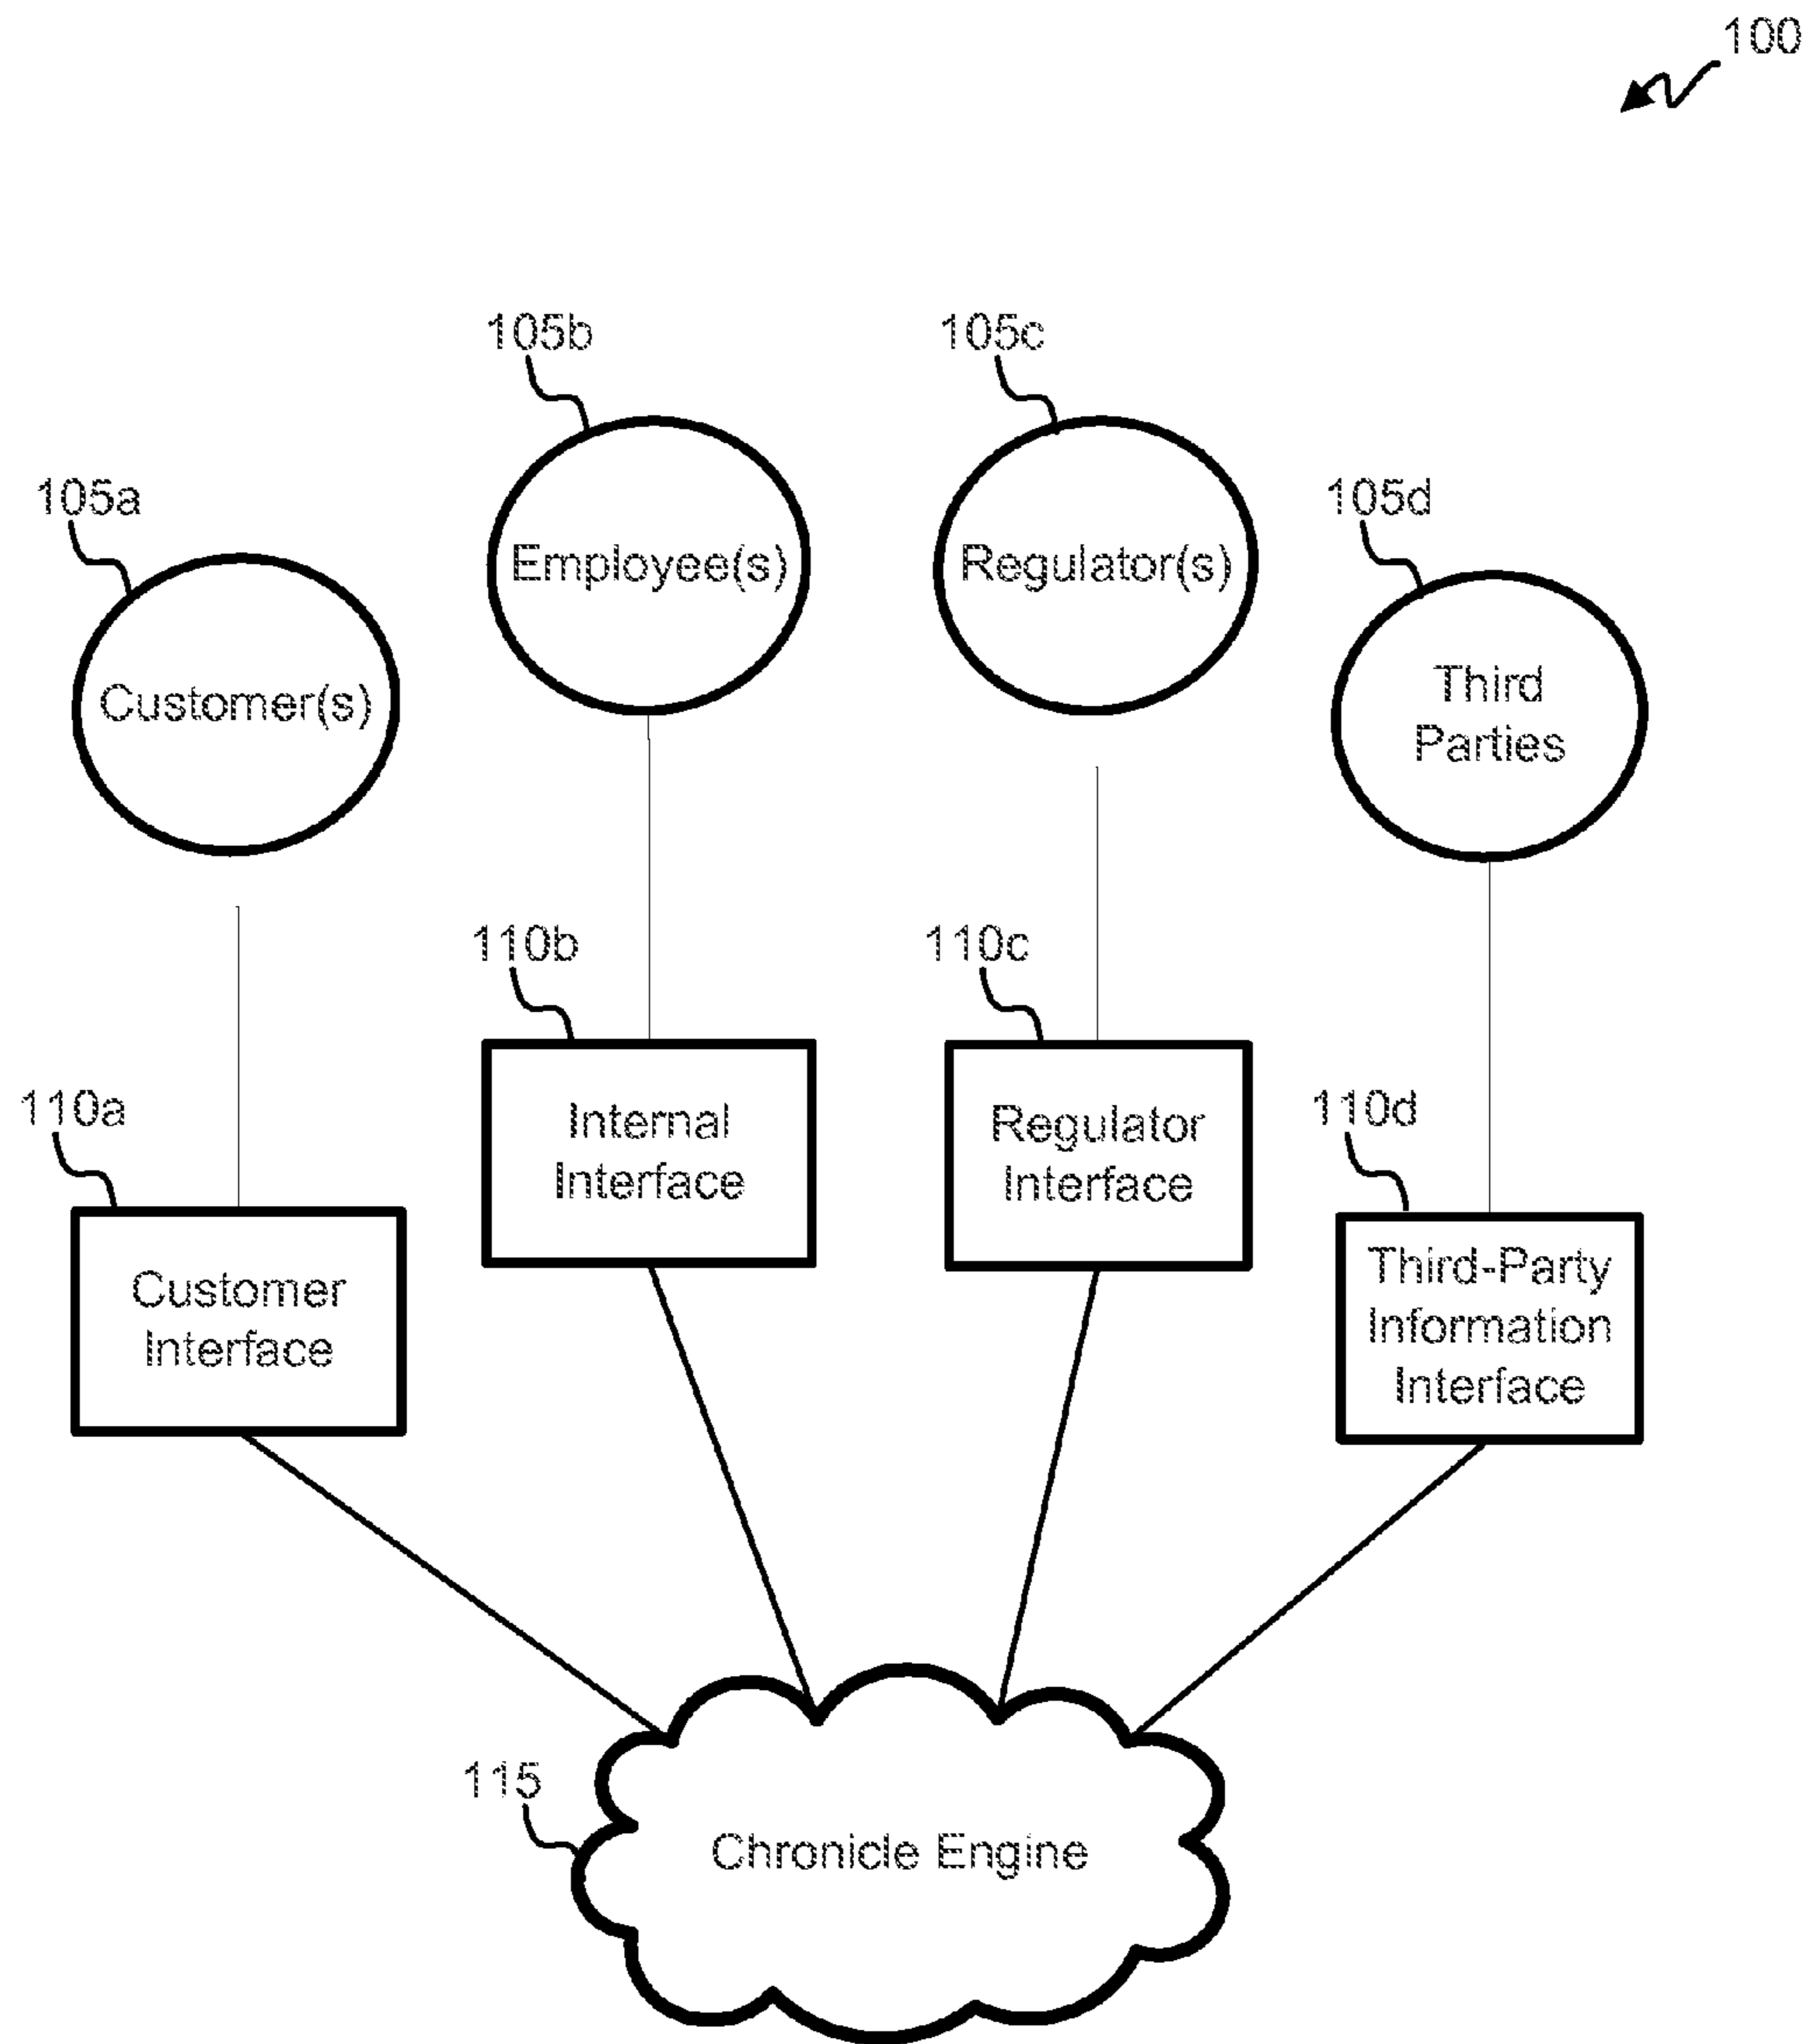 100
105b
105c
105a
105d
Employee(s)
Regulator(s)
Customer(s)
Third
Parties
110b
110c
110a
110d
Internal
Interface
Regulator
Interface
Customer
Interface
Third-Party
Information
Interface
115
Chronicle Engine